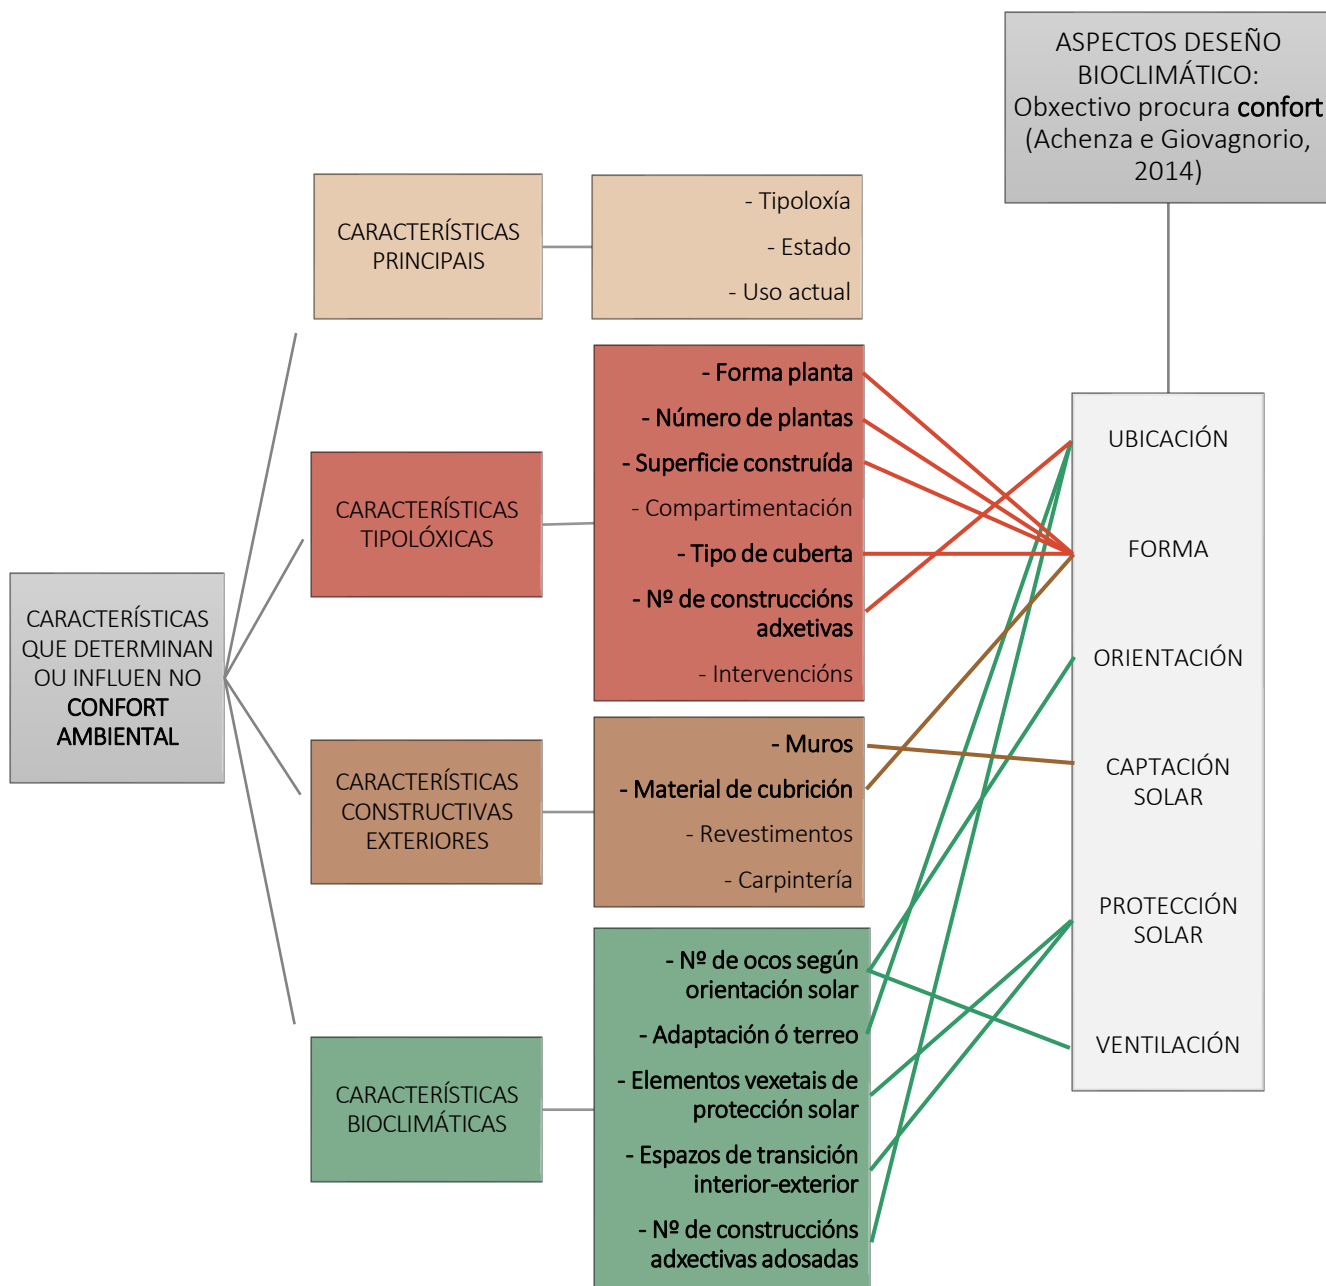 ASPECTOS DESEÑO
BIOCLIMÁTICO:
Obxectivo procura confort
(Achenza e Giovagnorio,
2014)
CARACTERÍSTICAS
PRINCIPAIS
- Tipoloxía
- Estado
- Uso actual
CARACTERÍSTICAS
TIPOLÓXICAS
- Forma planta
- Número de plantas
- Superficie construída
- Compartimentación
- Tipo de cuberta
- Nº de construccións
adxetivas
- Intervencións
CARACTERÍSTICAS
QUE DETERMINAN
OU INFLUEN NO
CONFORT
AMBIENTAL
CARACTERÍSTICAS
CONSTRUCTIVAS
EXTERIORES
- Muros
- Material de cubrición
- Revestimentos
- Carpintería
CARACTERÍSTICAS
BIOCLIMÁTICAS
- Nº de ocos según
orientación solar
- Adaptación ó terreo
- Elementos vexetais de
protección solar
- Espazos de transición
interior-exterior
- Nº de construccións
adxectivas adosadas
UBICACIÓN
FORMA
ORIENTACIÓN
CAPTACIÓN
SOLAR
PROTECCIÓN
SOLAR
VENTILACIÓN